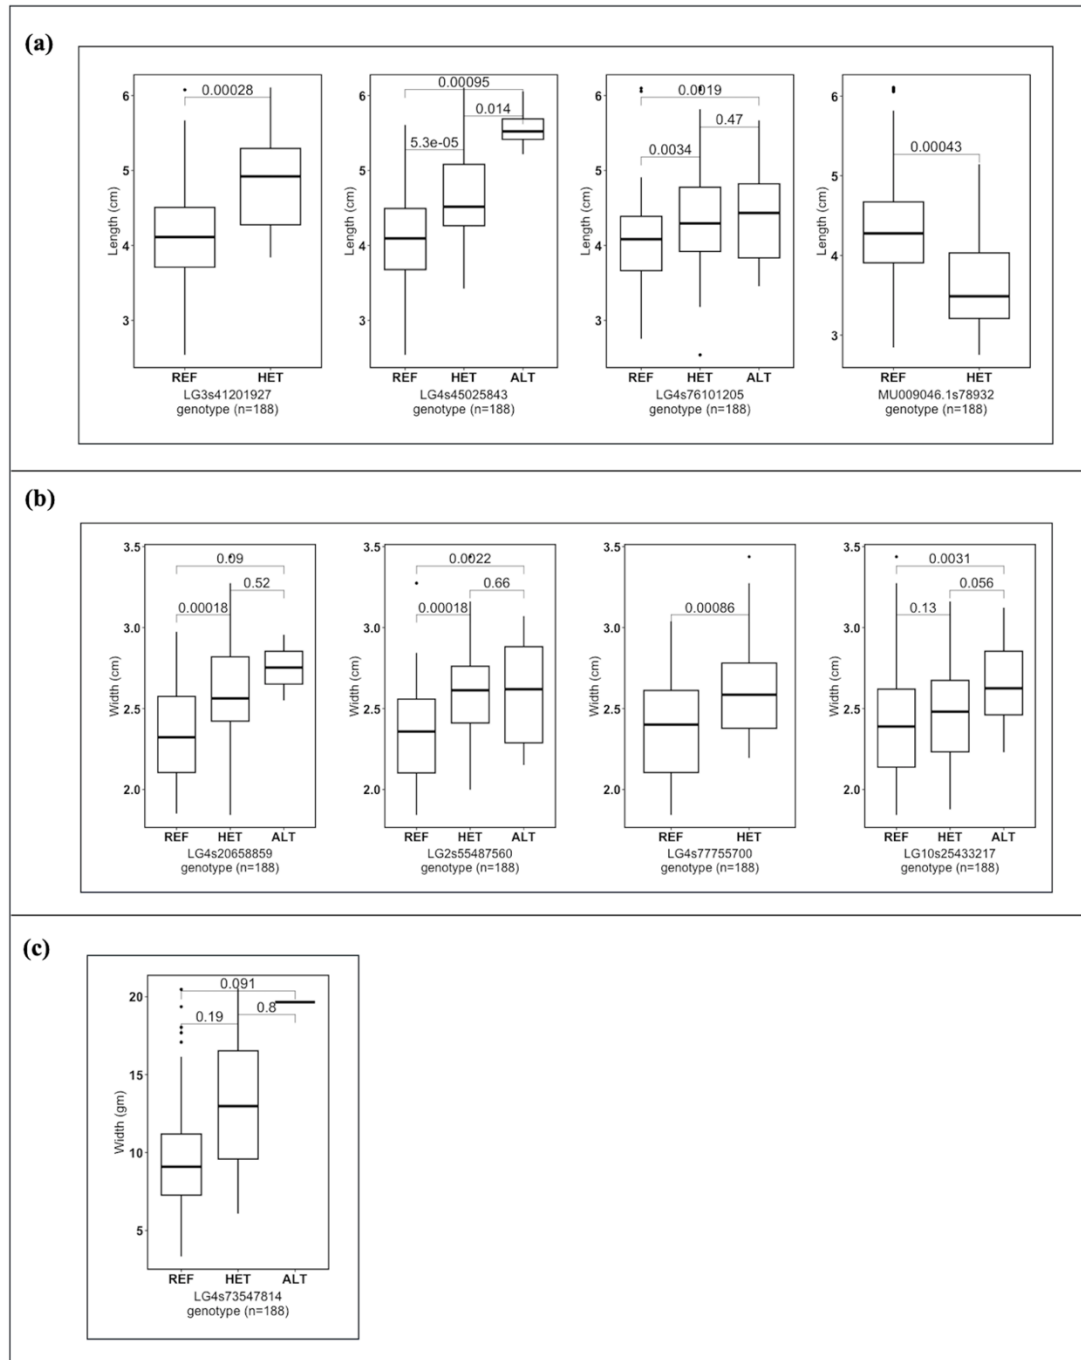 (a)
0.00028
Length (cm)
6
5
4
3
REF HET
LG3s41201927
genotype (n=188)
0.00095
0.014
5.3e-05
Length (cm)
6
5
4
3
REF HET ALT
LG4s45025843
genotype (n=188)
0.0019
0.47
0.0034
Length (cm)
6
5
4
3
REF HET ALT
LG4s76101205
genotype (n=188)
0.00043
Length (cm)
6
5
4
3
REF HET
MU009046.1s78932
genotype (n=188)
(b)
0.09
0.52
0.00018
Width (cm)
3.5
3.0
2.5
2.0
REF HET ALT
LG4s20658859
genotype (n=188)
0.0022
0.66
0.00018
Width (cm)
3.5
3.0
2.5
2.0
REF HET ALT
LG2s55487560
genotype (n=188)
0.00086
Width (cm)
3.5
3.0
2.5
2.0
REF HET
LG4s77755700
genotype (n=188)
0.0031
0.056
0.13
Width (cm)
3.5
3.0
2.5
2.0
REF HET ALT
LG10s25433217
genotype (n=188)
(c)
0.091
0.8
0.19
Width (gm)
20
15
10
5
REF HET ALT
LG4s73547814
genotype (n=188)